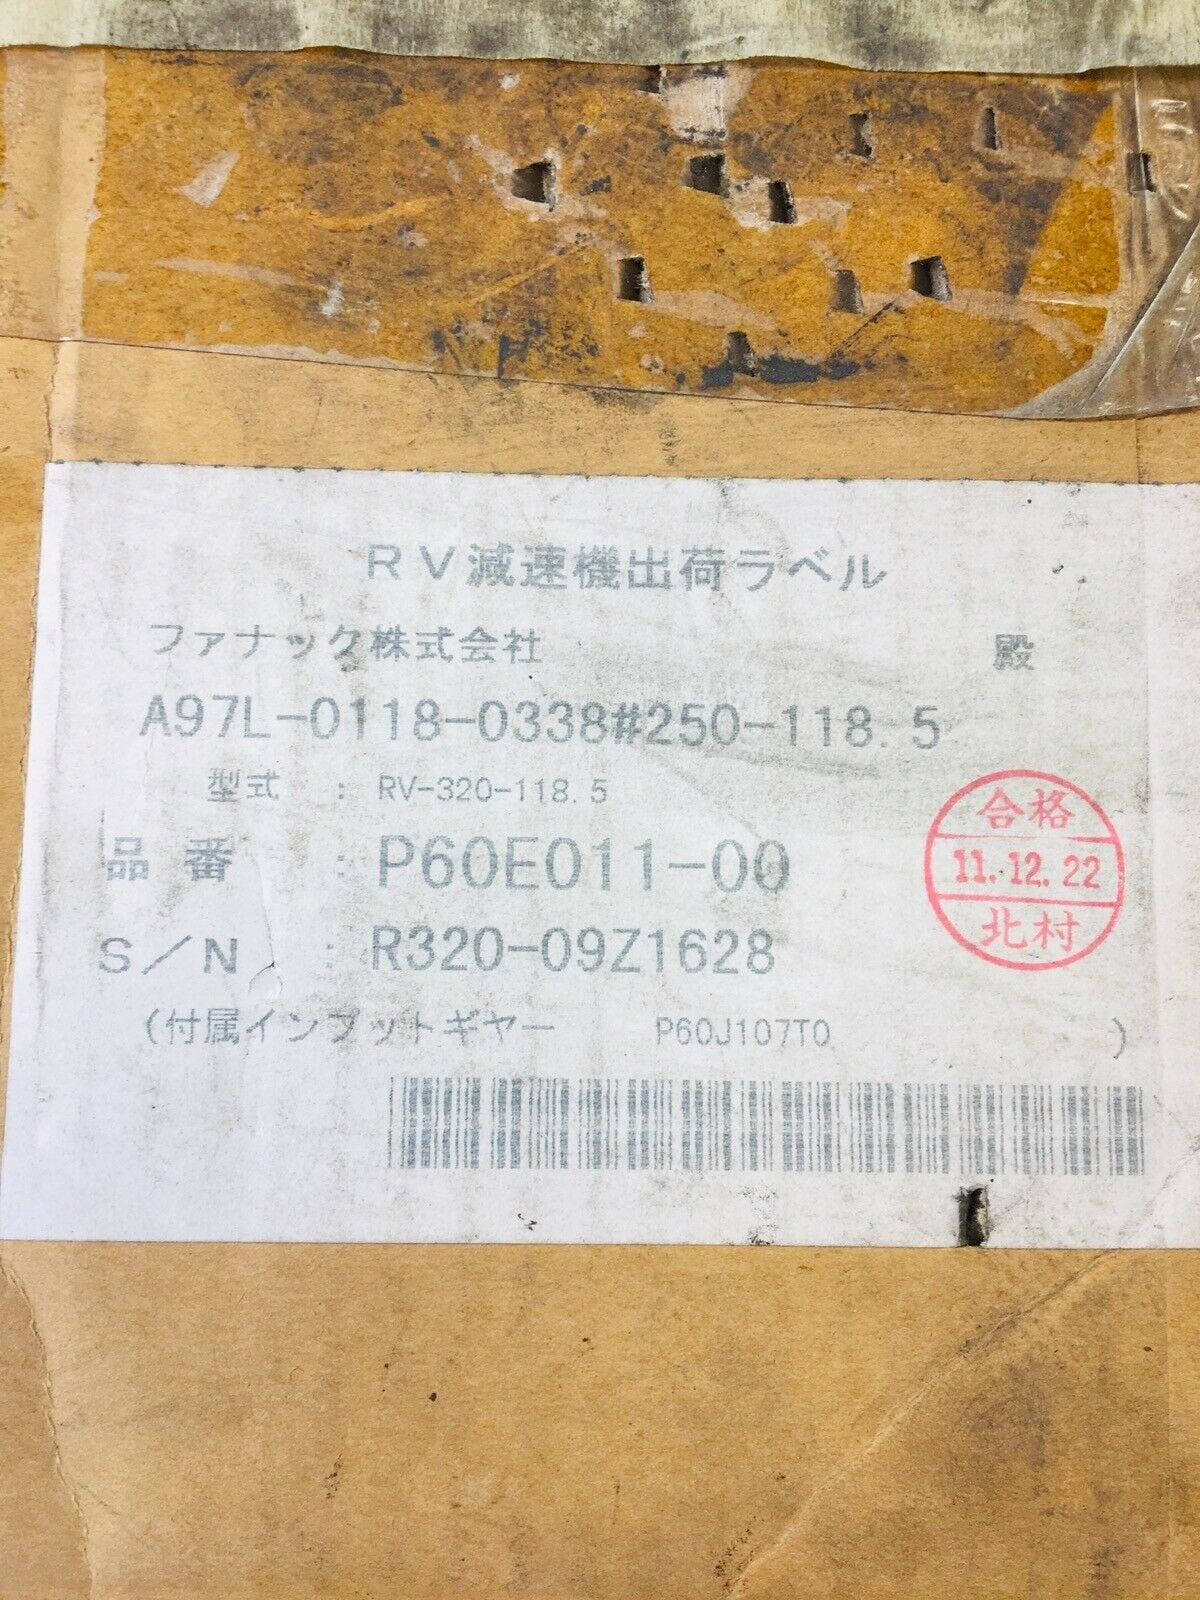 RV減速機出荷ラベル
ファナック株式会社 殿
A97L-0118-0338#250-118.5
型式 : RV-320-118.5
品番 : P60E011-00
S/N : R320-09Z1628
(付属インプットギヤー P60J107T0 )
合格
11.12.22
北村